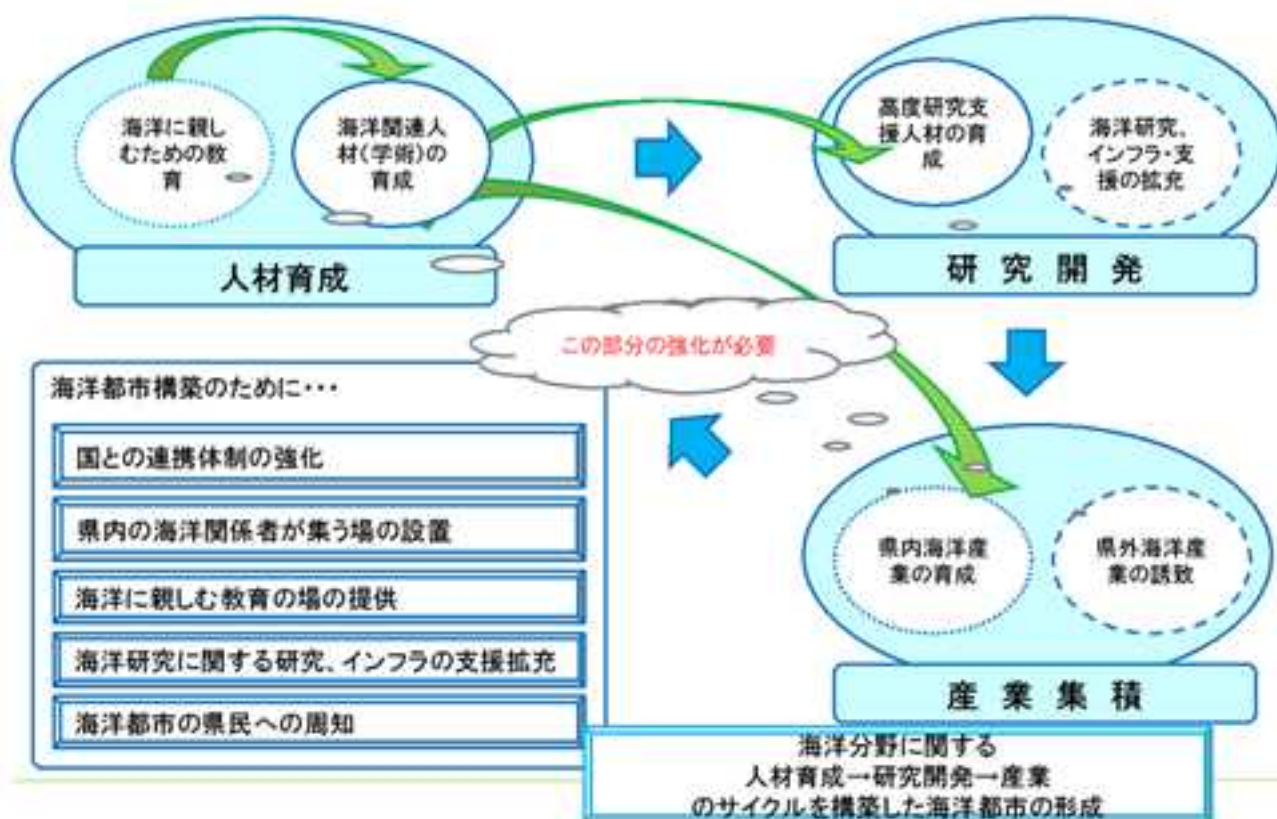 海洋に親し
むための教
育
海洋関連人
材(学術)の
育成
人材育成
高度研究支
援人材の育
成
海洋研究、
インフラ・支
援の拡充
研 究 開 発
この部分の強化が必要
海洋都市構築のために・・・
国との連携体制の強化
県内の海洋関係者が集う場の設置
海洋に親しむ教育の場の提供
海洋研究に関する研究、インフラの支援拡充
海洋都市の県民への周知
県内海洋産
業の育成
県外海洋産
業の誘致
産 業 集 積
海洋分野に関する
人材育成→研究開発→産業
のサイクルを構築した海洋都市の形成